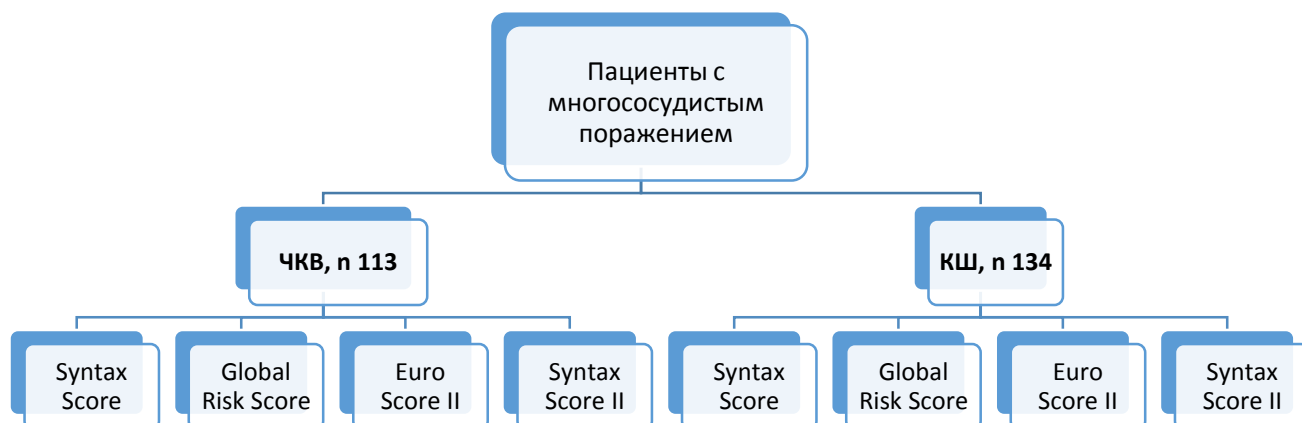 Пациенты с
многососудистым
поражением
ЧКВ, n 113
КШ, n 134
Syntax
Score
Global
Risk Score
Euro
Score II
Syntax
Score II
Syntax
Score
Global
Risk Score
Euro
Score II
Syntax
Score II